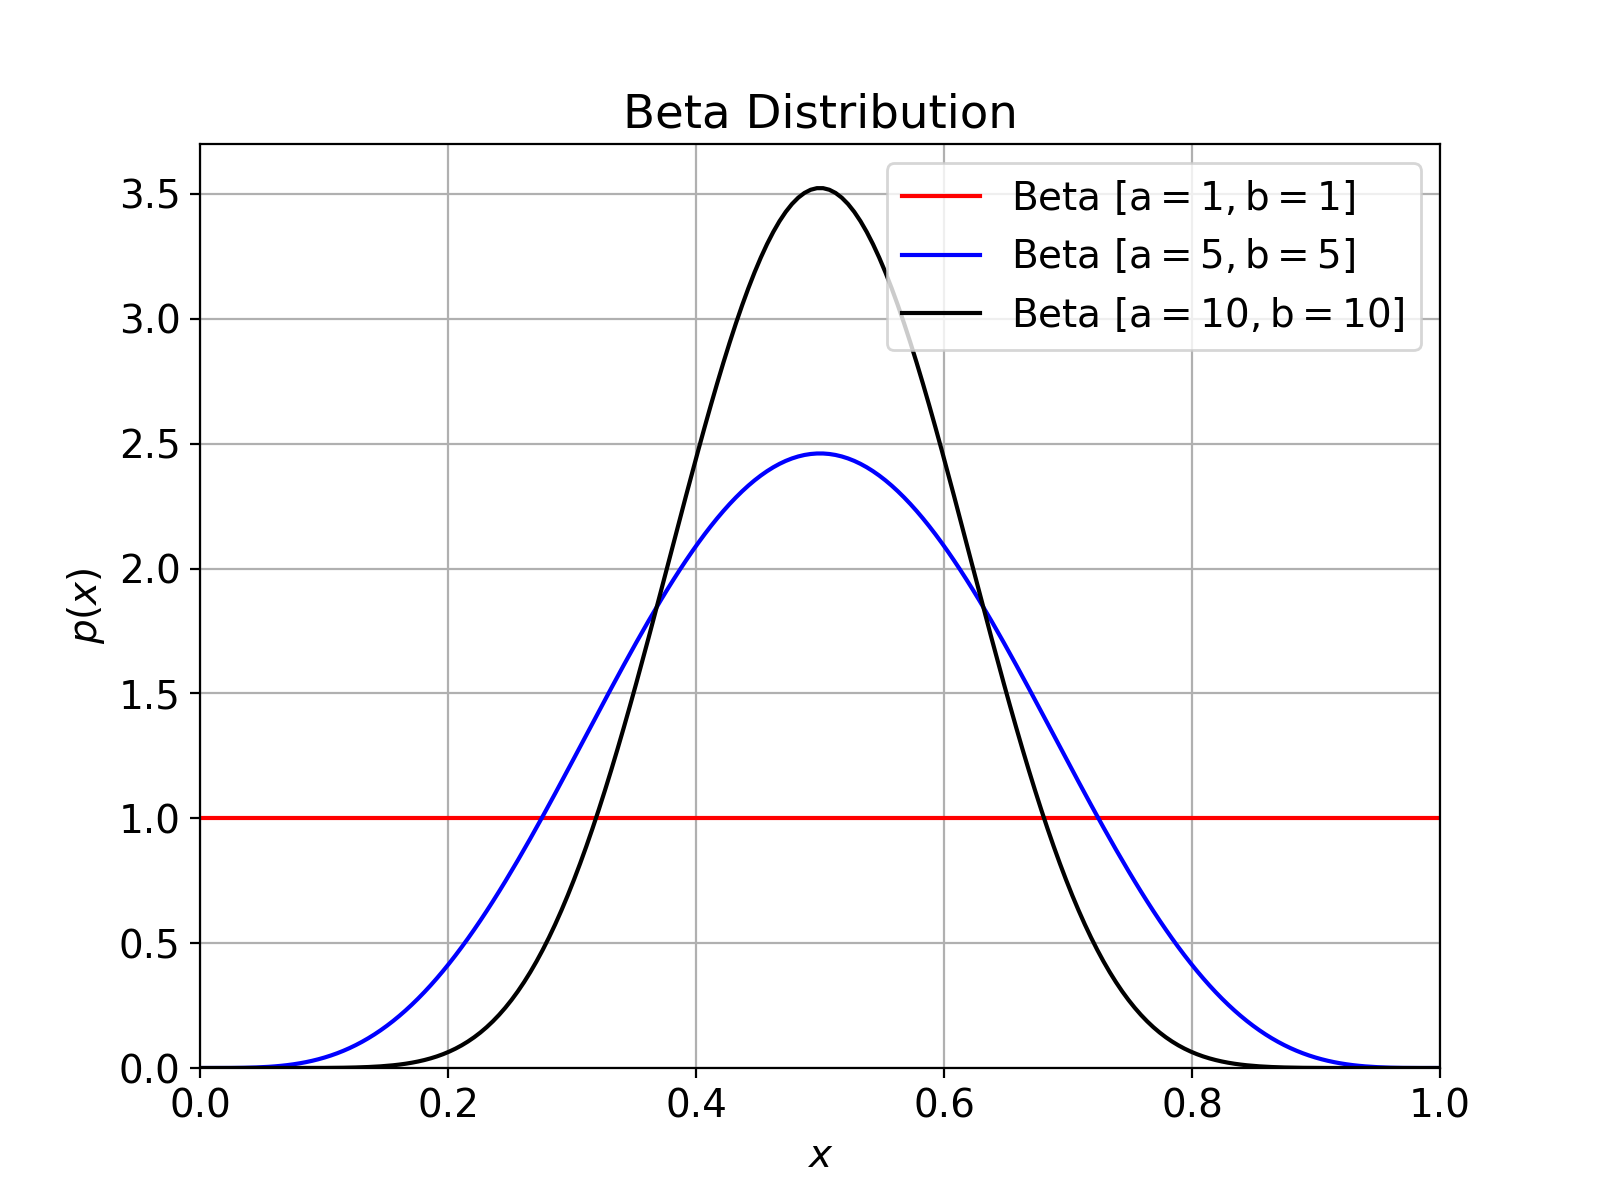 Beta Distribution
Beta [a = 1, b = 1]
Beta [a = 5, b = 5]
Beta [a = 10, b = 10]
p(x)
3.5
3.0
2.5
2.0
1.5
1.0
0.5
0.0
0.0 0.2 0.4 0.6 0.8 1.0
x